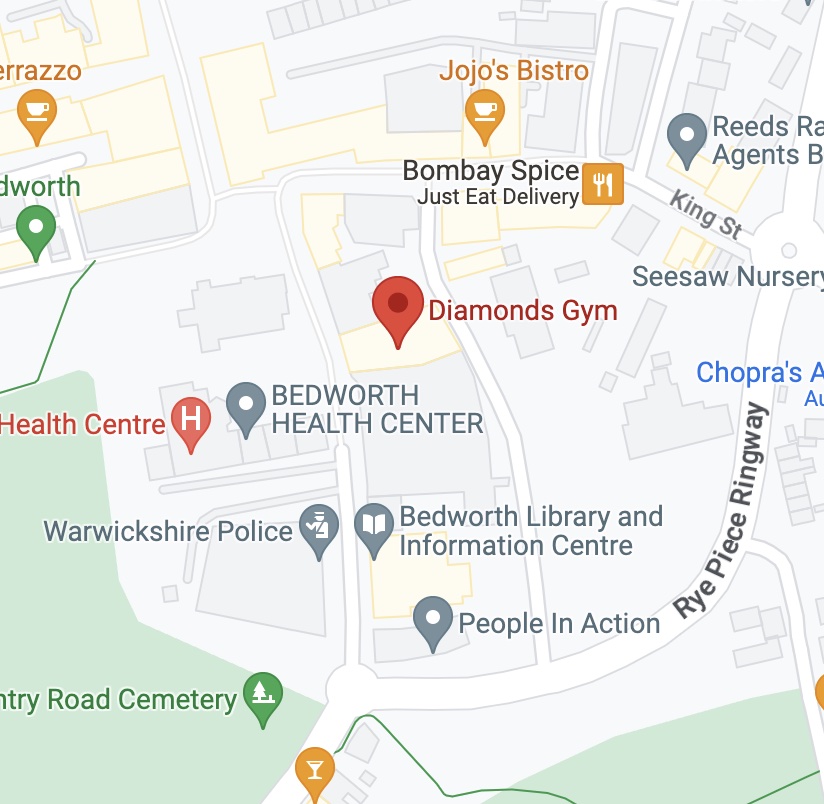 errazzo
Jojo's Bistro
Reeds Ra
Agents B
Bombay Spice
Just Eat Delivery
dworth
King St
Seesaw Nursery
Diamonds Gym
Chopra's A
Au
BEDWORTH
HEALTH CENTER
Health Centre
H
Rye Piece Ringway
Warwickshire Police
Bedworth Library and
Information Centre
People In Action
ntry Road Cemetery